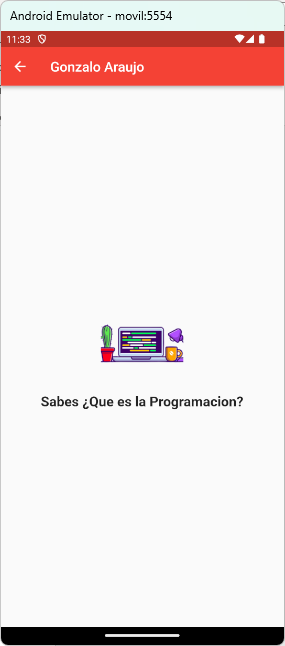 Android Emulator - movil:5554
11:33
Gonzalo Araujo
Sabes ¿Que es la Programacion?